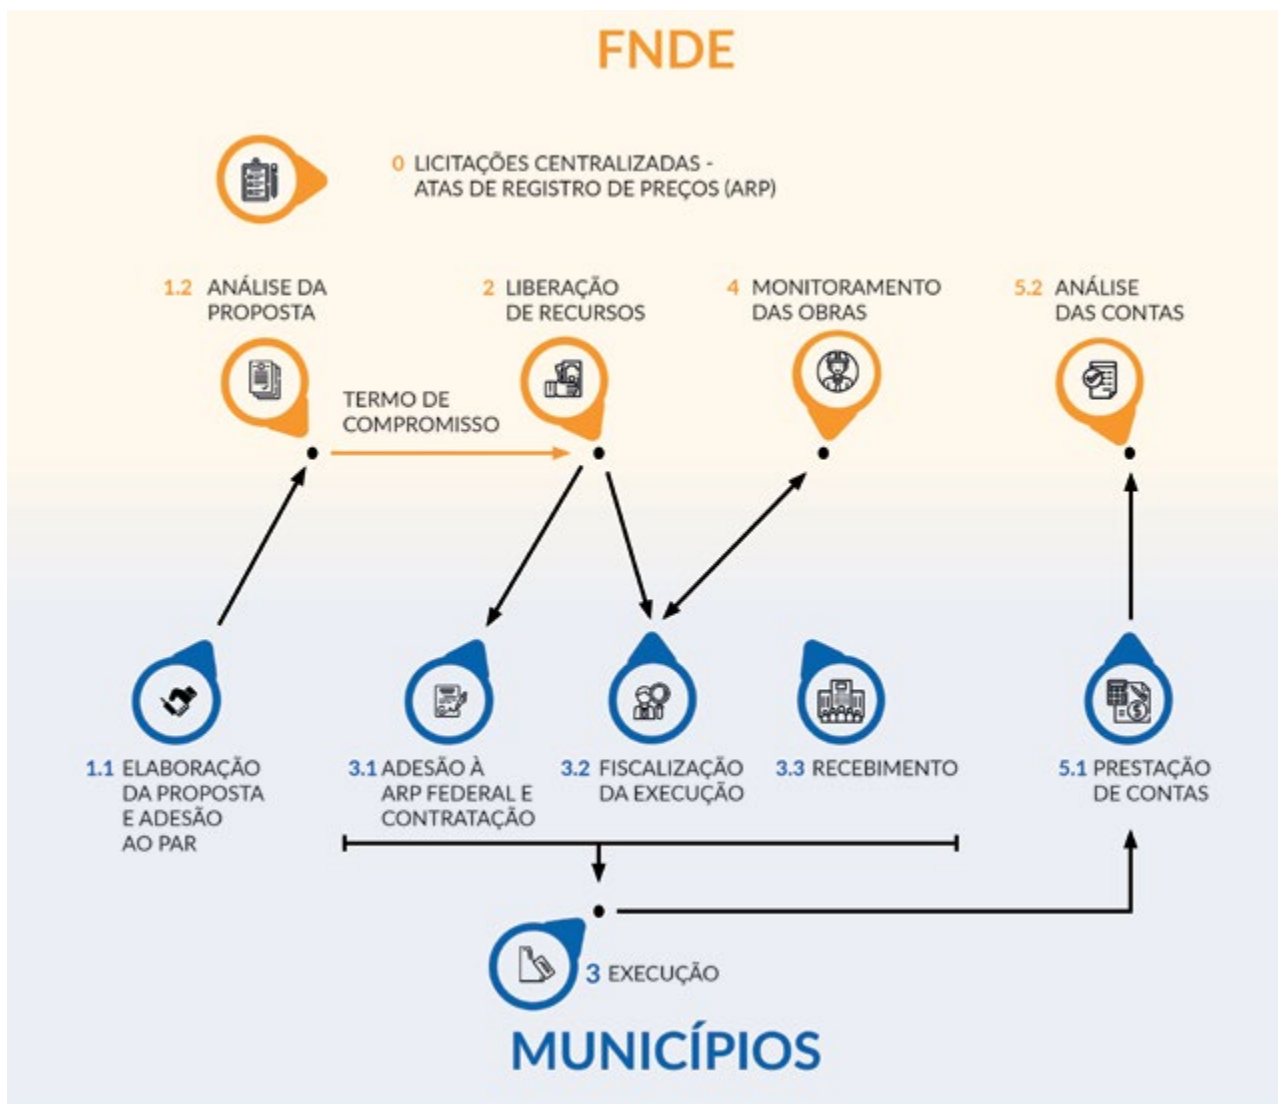 FNDE
0 LICITAÇÕES CENTRALIZADAS -
ATAS DE REGISTRO DE PREÇOS (ARP)
1.2 ANÁLISE DA
PROPOSTA
2 LIBERAÇÃO
DE RECURSOS
4 MONITORAMENTO
DAS OBRAS
5.2 ANÁLISE
DAS CONTAS
TERMO DE
COMPROMISSO
1.1 ELABORAÇÃO
DA PROPOSTA
E ADESÃO
AO PAR
3.1 ADESÃO À
ARP FEDERAL E
CONTRATAÇÃO
3.2 FISCALIZAÇÃO
DA EXECUÇÃO
3.3 RECEBIMENTO
5.1 PRESTAÇÃO
DE CONTAS
3 EXECUÇÃO
MUNICÍPIOS